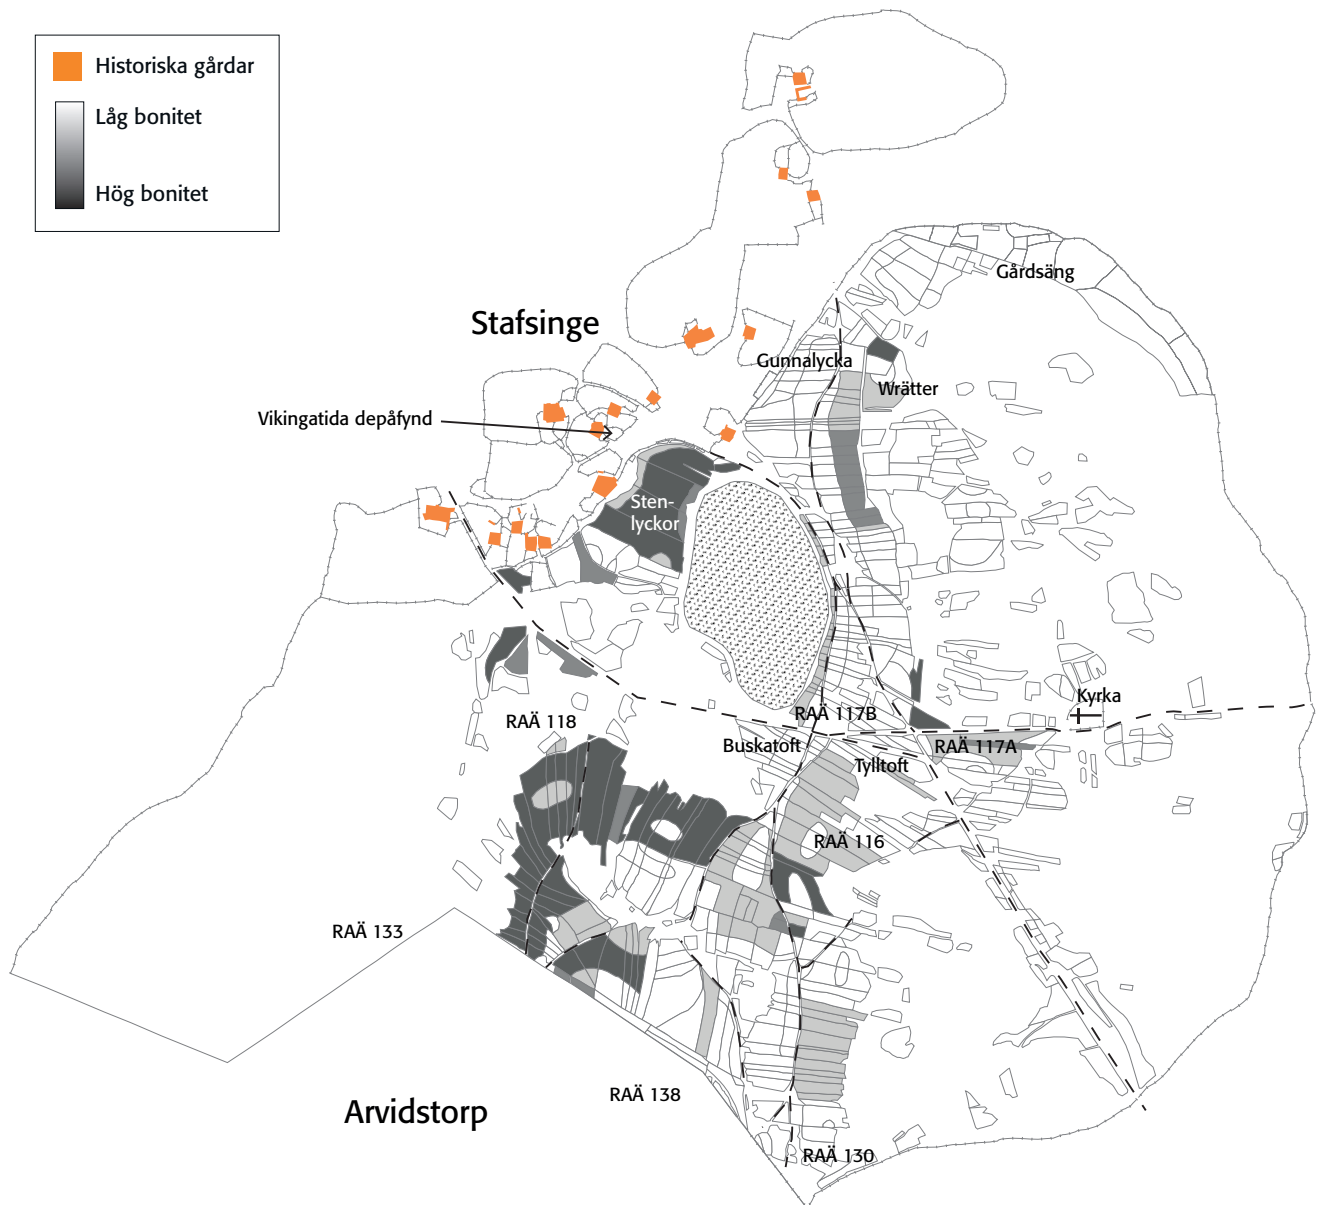 Historiska gårdar
Låg bonitet
Hög bonitet
Gårdsäng
Stafsinge
Gunnalycka
Wrätter
Vikingatida depåfynd
Sten-
lyckor
Kyrka
RAÄ 118
RAÄ 117B
Buskatoft
RAÄ 117A
Tylltoft
RAÄ 116
RAÄ 133
RAÄ 138
Arvidstorp
RAÄ 130